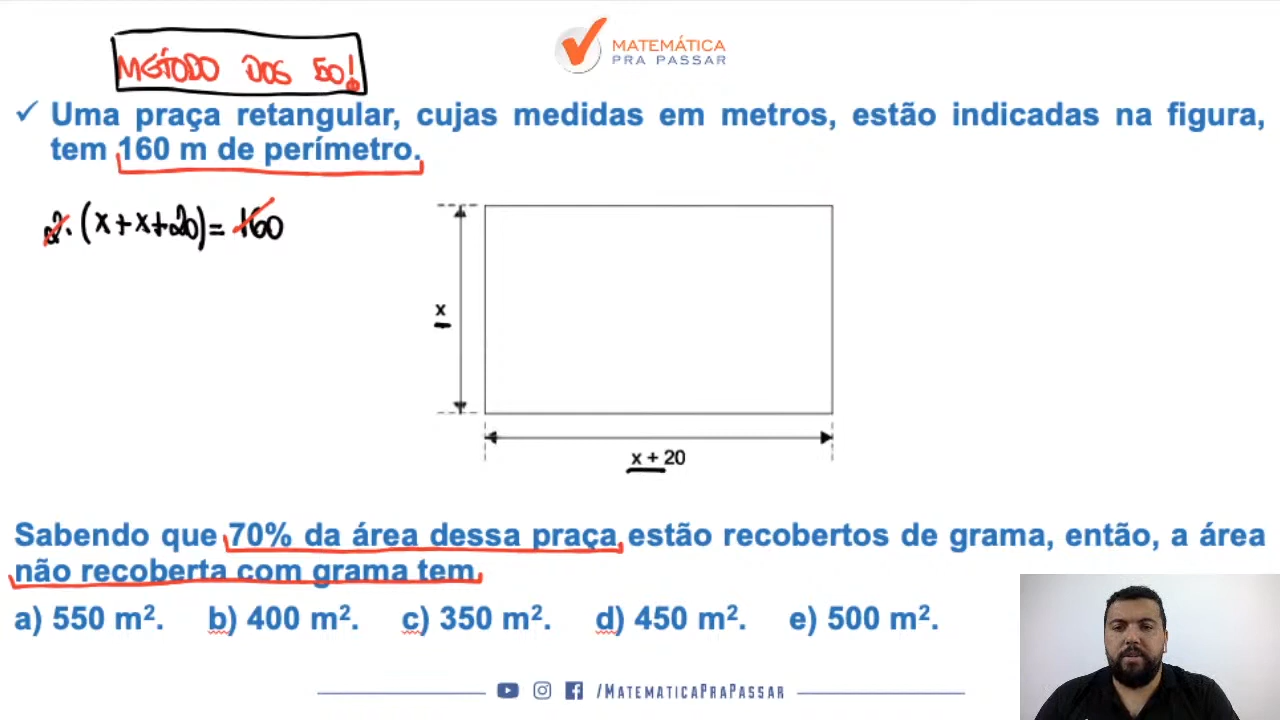 MÉTODO DOS 50!
MATEMÁTICA
PRA PASSAR
✓ Uma praça retangular, cujas medidas em metros, estão indicadas na figura,
tem 160 m de perímetro.
2.(x+x+20)=160
x
x + 20
Sabendo que 70% da área dessa praça estão recobertos de grama, então, a área
não recoberta com grama tem
a) 550 m². b) 400 m². c) 350 m². d) 450 m². e) 500 m².
/MATEMATICAPRAPASSAR